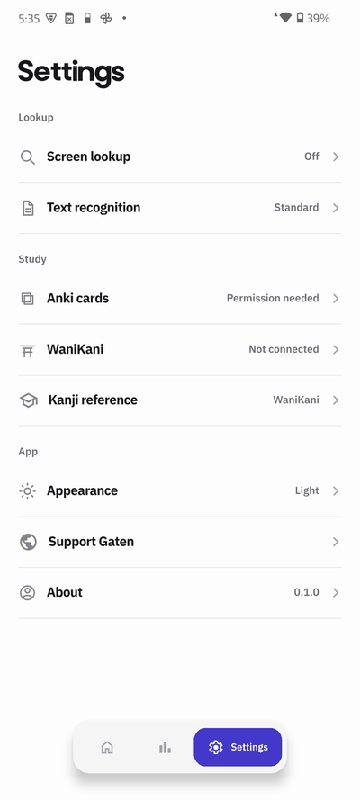 5:35
39%
Settings
Lookup
Screen lookup Off
Text recognition Standard
Study
Anki cards Permission needed
WaniKani Not connected
Kanji reference WaniKani
App
Appearance Light
Support Gaten
About 0.1.0
Settings